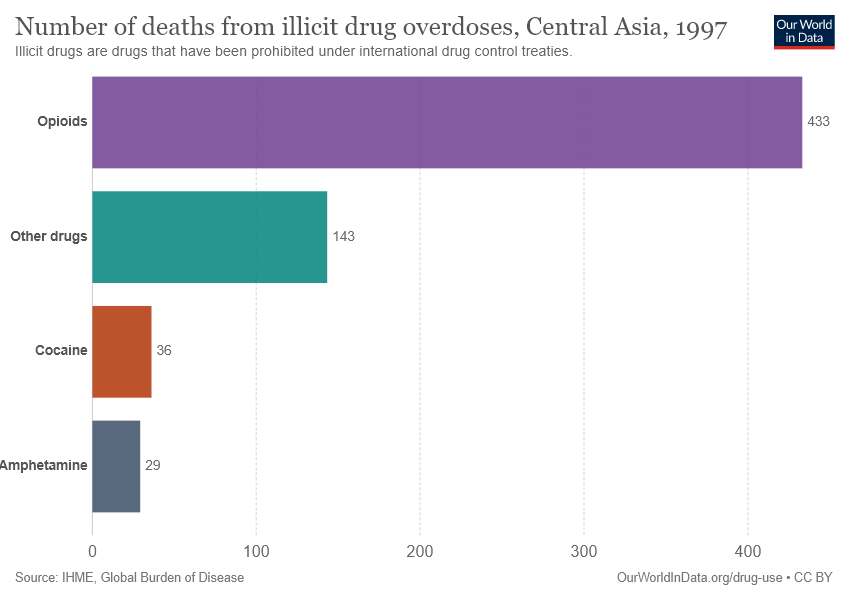 Number of deaths from illicit drug overdoses, Central Asia, 1997
Our World
in Data
Illicit drugs are drugs that have been prohibited under international drug control treaties.
Opioids
433
Other drugs
143
Cocaine
36
Amphetamine
29
0
100
200
300
400
Source: IHME, Global Burden of Disease
OurWorldInData.org/drug-use • CC BY